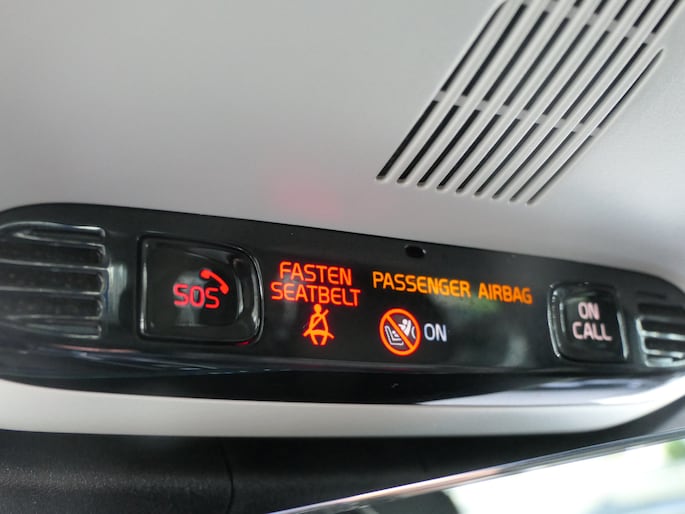 SOS
FASTEN
SEATBELT
PASSENGER AIRBAG
ON
ON
CALL